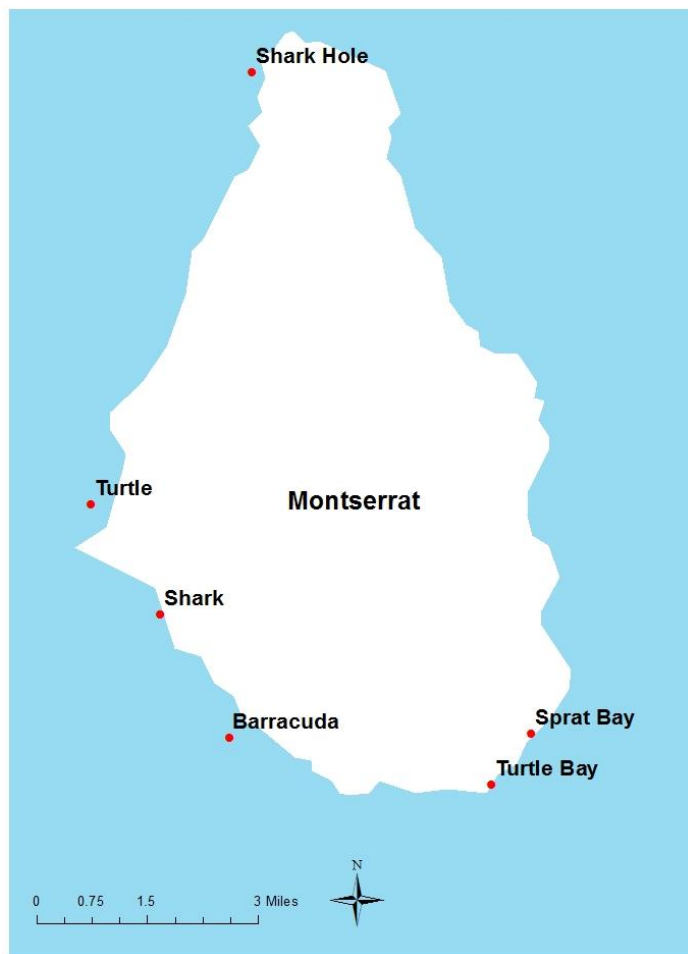 Shark Hole
Turtle
Montserrat
Shark
Barracuda
Sprat Bay
Turtle Bay
N
0 0.75 1.5 3 Miles